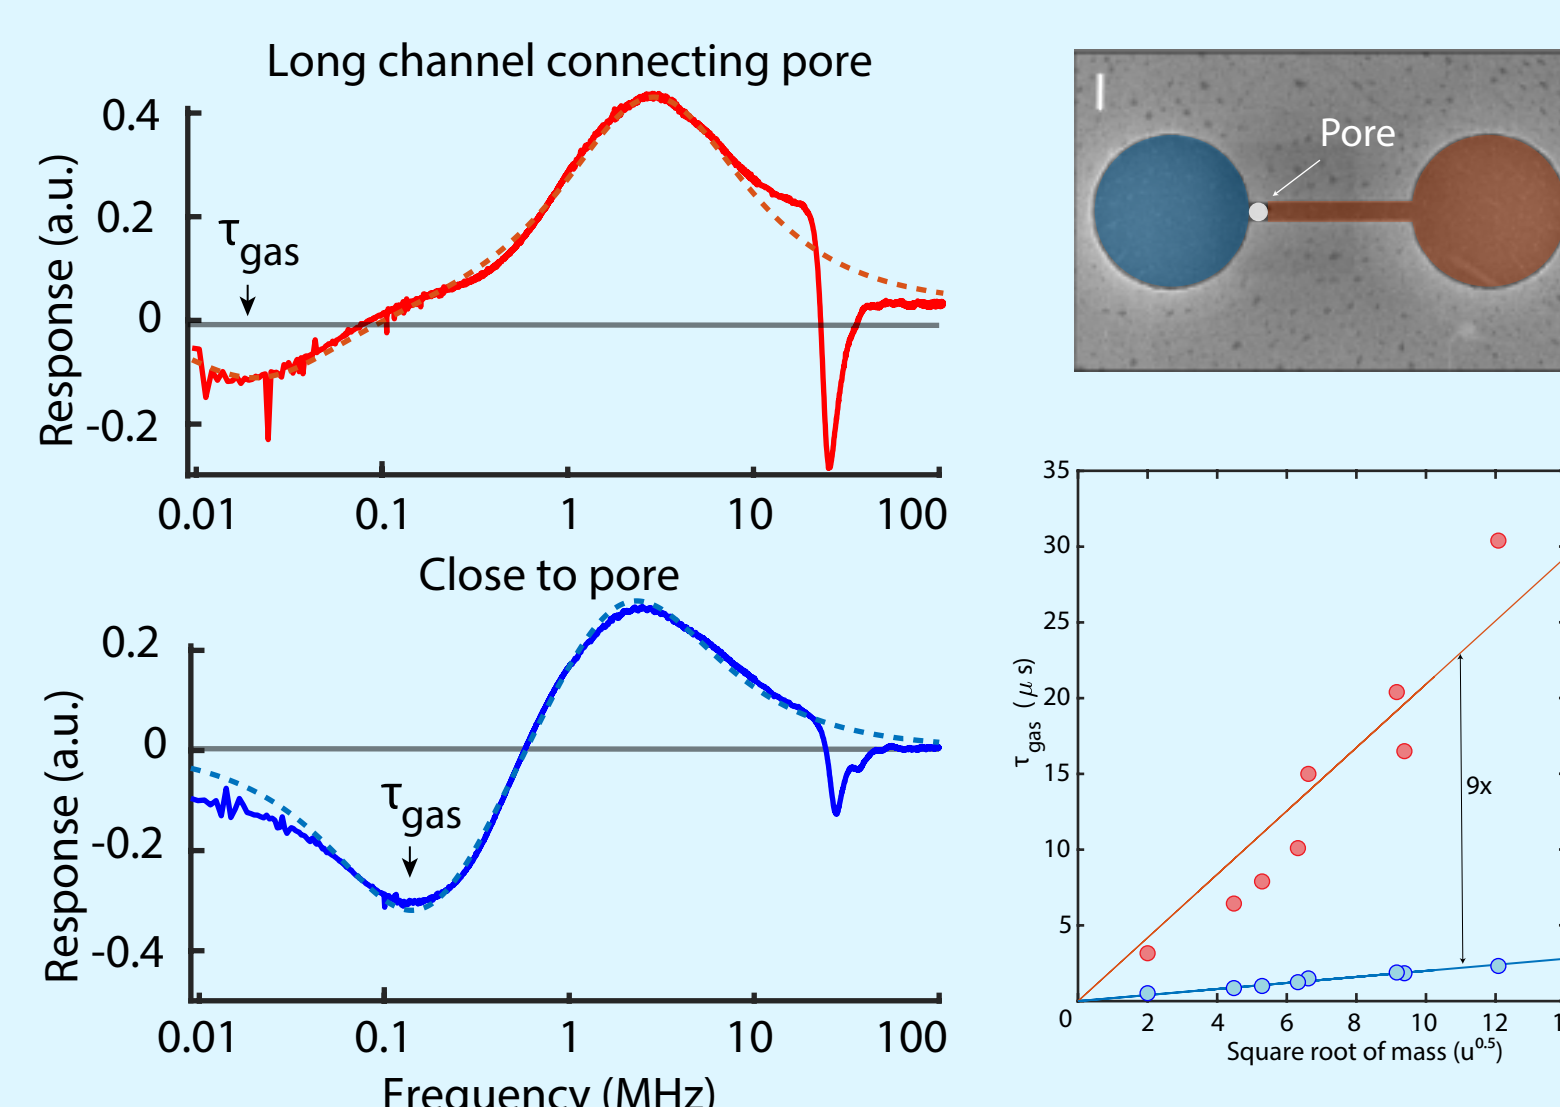 Long channel connecting pore
Response (a.u.)
0.4
0.2
0
-0.2
τgas
0.01 0.1 1 10 100
Close to pore
Response (a.u.)
0.2
0
-0.2
-0.4
τgas
0.01 0.1 1 10 100
Frequency (MHz)
Pore
τgas (μ s)
35
30
25
20
15
10
5
0
9x
2 4 6 8 10 12
Square root of mass (u^0.5)